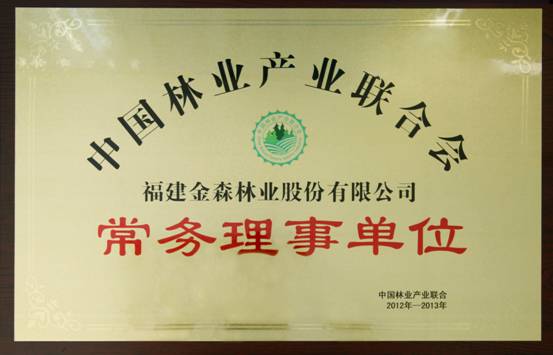 中国林业产业联合会
福建金森林业股份有限公司
常务理事单位
中国林业产业联合
2012年—2013年